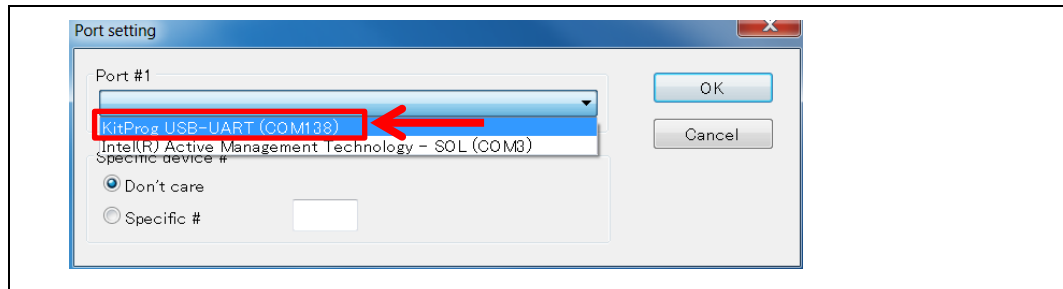 Port setting
Port #1
KitProg USB-UART (COM138)
Intel(R) Active Management Technology - SOL (COM3)
Specific device #
Don't care
Specific #
OK
Cancel